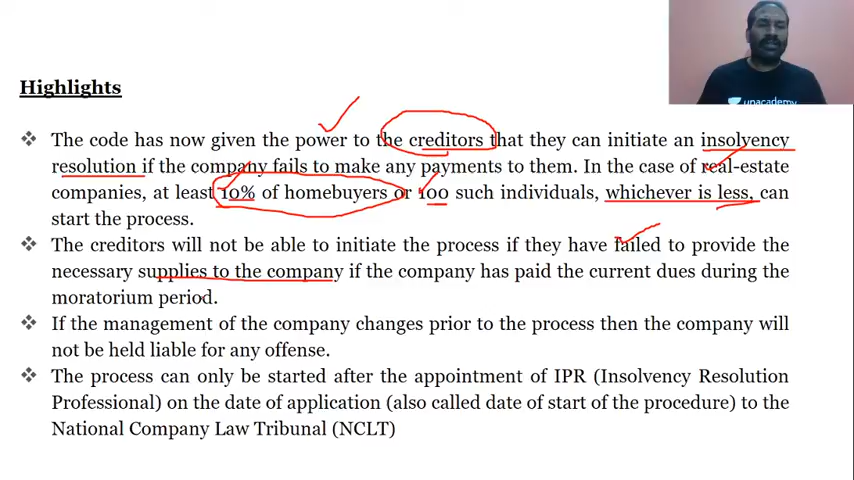 unacademy
Highlights
❖ The code has now given the power to the creditors that they can initiate an insolvency
resolution if the company fails to make any payments to them. In the case of real-estate
companies, at least 10% of homebuyers or 100 such individuals, whichever is less, can
start the process.
❖ The creditors will not be able to initiate the process if they have failed to provide the
necessary supplies to the company if the company has paid the current dues during the
moratorium period.
❖ If the management of the company changes prior to the process then the company will
not be held liable for any offense.
❖ The process can only be started after the appointment of IPR (Insolvency Resolution
Professional) on the date of application (also called date of start of the procedure) to the
National Company Law Tribunal (NCLT)